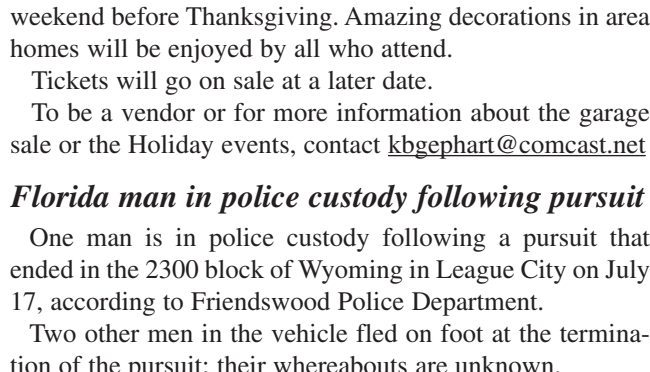 weekend before Thanksgiving. Amazing decorations in area
homes will be enjoyed by all who attend.
Tickets will go on sale at a later date.
To be a vendor or for more information about the garage
sale or the Holiday events, contact kbgephart@comcast.net
Florida man in police custody following pursuit
One man is in police custody following a pursuit that
ended in the 2300 block of Wyoming in League City on July
17, according to Friendswood Police Department.
Two other men in the vehicle fled on foot at the termina-
tion of the pursuit; their whereabouts are unknown.